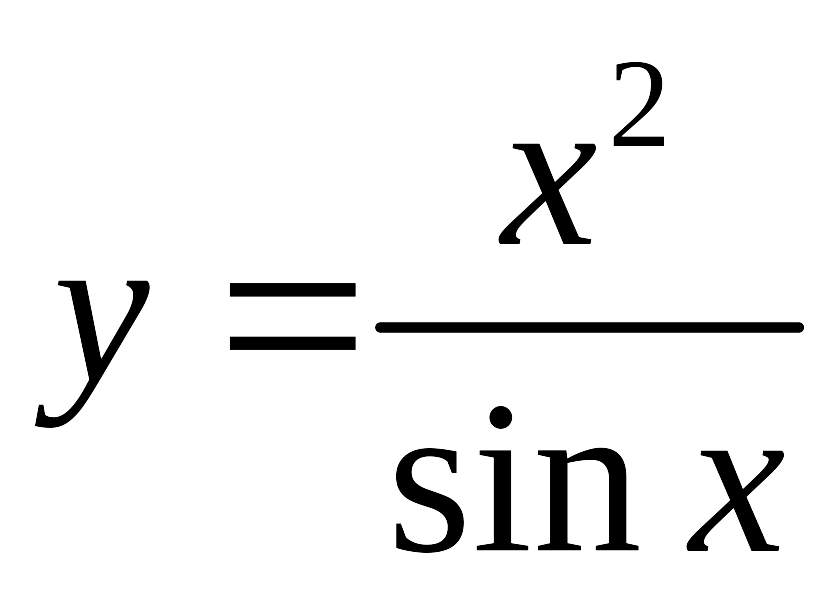 y = x² / sin x